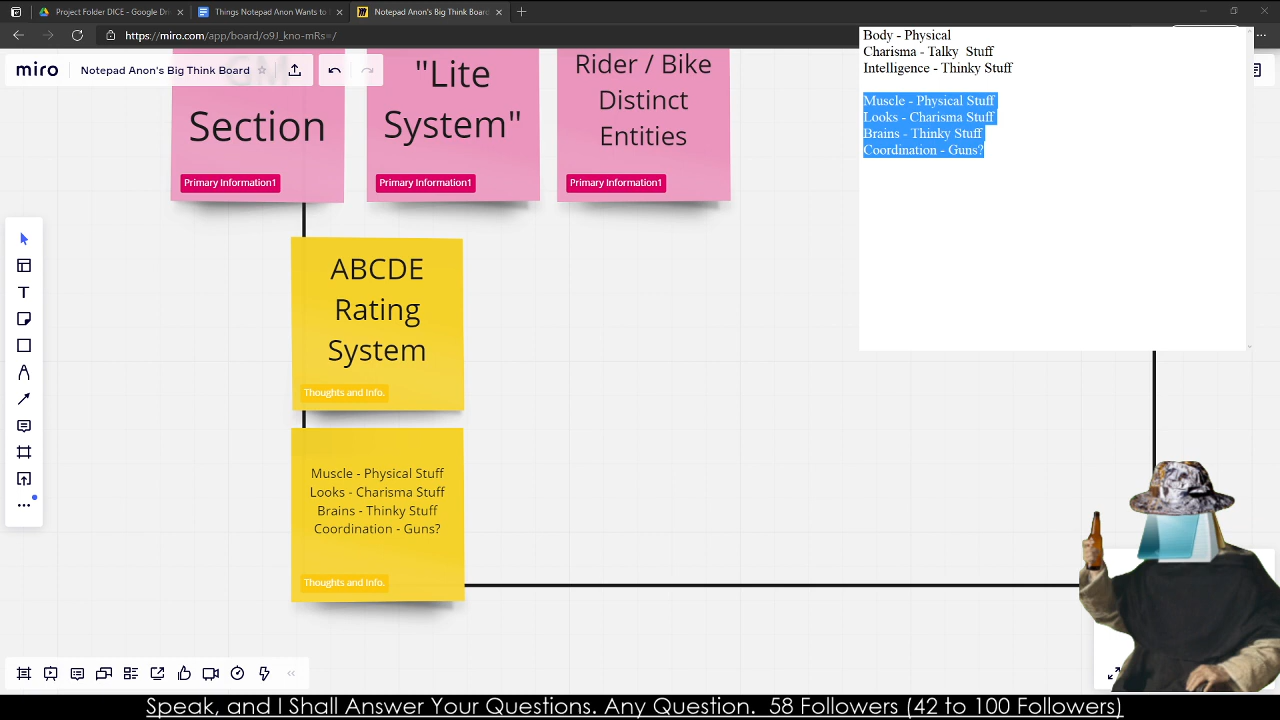 Project Folder DICE - Google Dri
Things Notepad Anon Wants to
Notepad Anon's Big Think Board
https://miro.com/app/board/o9J_kno-mRs=/
miro
Notepad Anon's Big Think Board
Section
Primary Information1
"Lite
System"
Primary Information1
Rider / Bike
Distinct
Entities
Primary Information1
Body - Physical
Charisma - Talky  Stuff
Intelligence - Thinky Stuff
Muscle - Physical Stuff
Looks - Charisma Stuff
Brains - Thinky Stuff
Coordination - Guns?
ABCDE
Rating
System
Thoughts and Info.
Muscle - Physical Stuff
Looks - Charisma Stuff
Brains - Thinky Stuff
Coordination - Guns?
Thoughts and Info.
Speak, and I Shall Answer Your Questions. Any Question.  58 Followers (42 to 100 Followers)